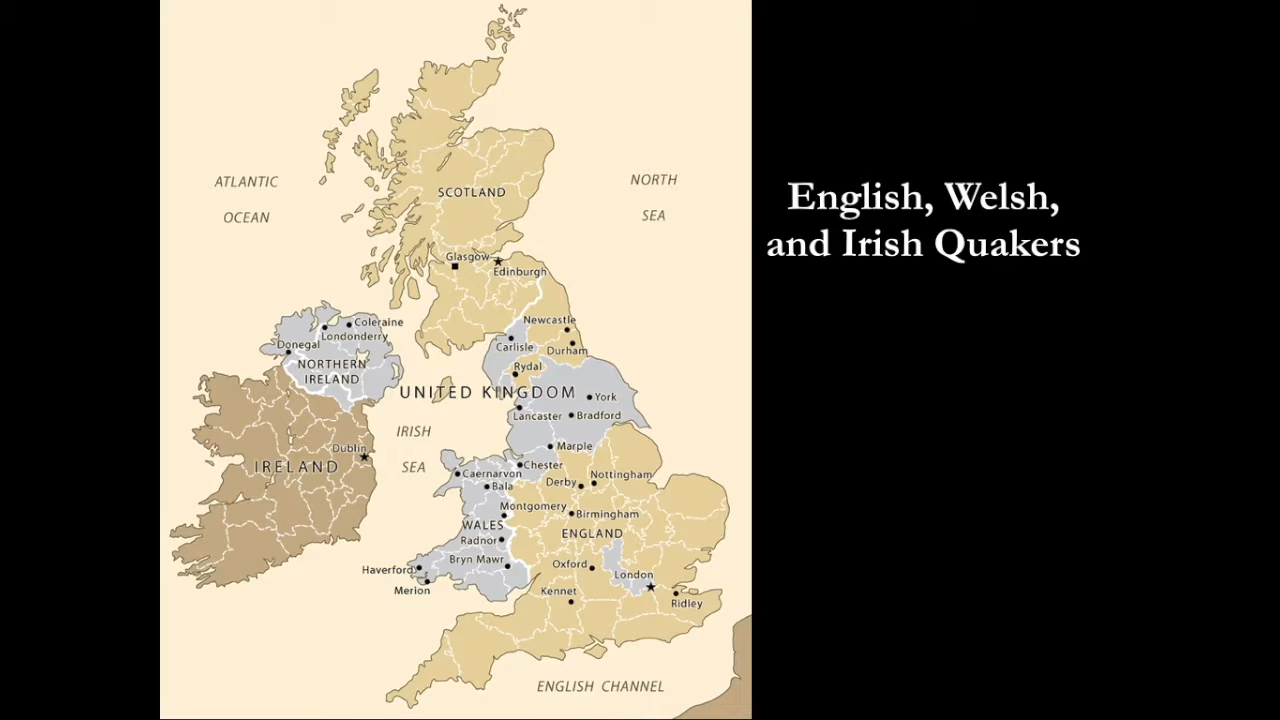 English, Welsh,
and Irish Quakers
ATLANTIC
OCEAN
NORTH
SEA
SCOTLAND
Glasgow
Edinburgh
Coleraine
Londonderry
Donegal
NORTHERN
IRELAND
Newcastle
Carlisle
Durham
Rydal
UNITED KINGDOM
York
Lancaster
Bradford
IRISH
SEA
Dublin
IRELAND
Marple
Chester
Caernarvon
Bala
Derby
Nottingham
Montgomery
Birmingham
WALES
ENGLAND
Radnor
Bryn Mawr
Haverford
Merion
Oxford
London
Kennet
Ridley
ENGLISH CHANNEL